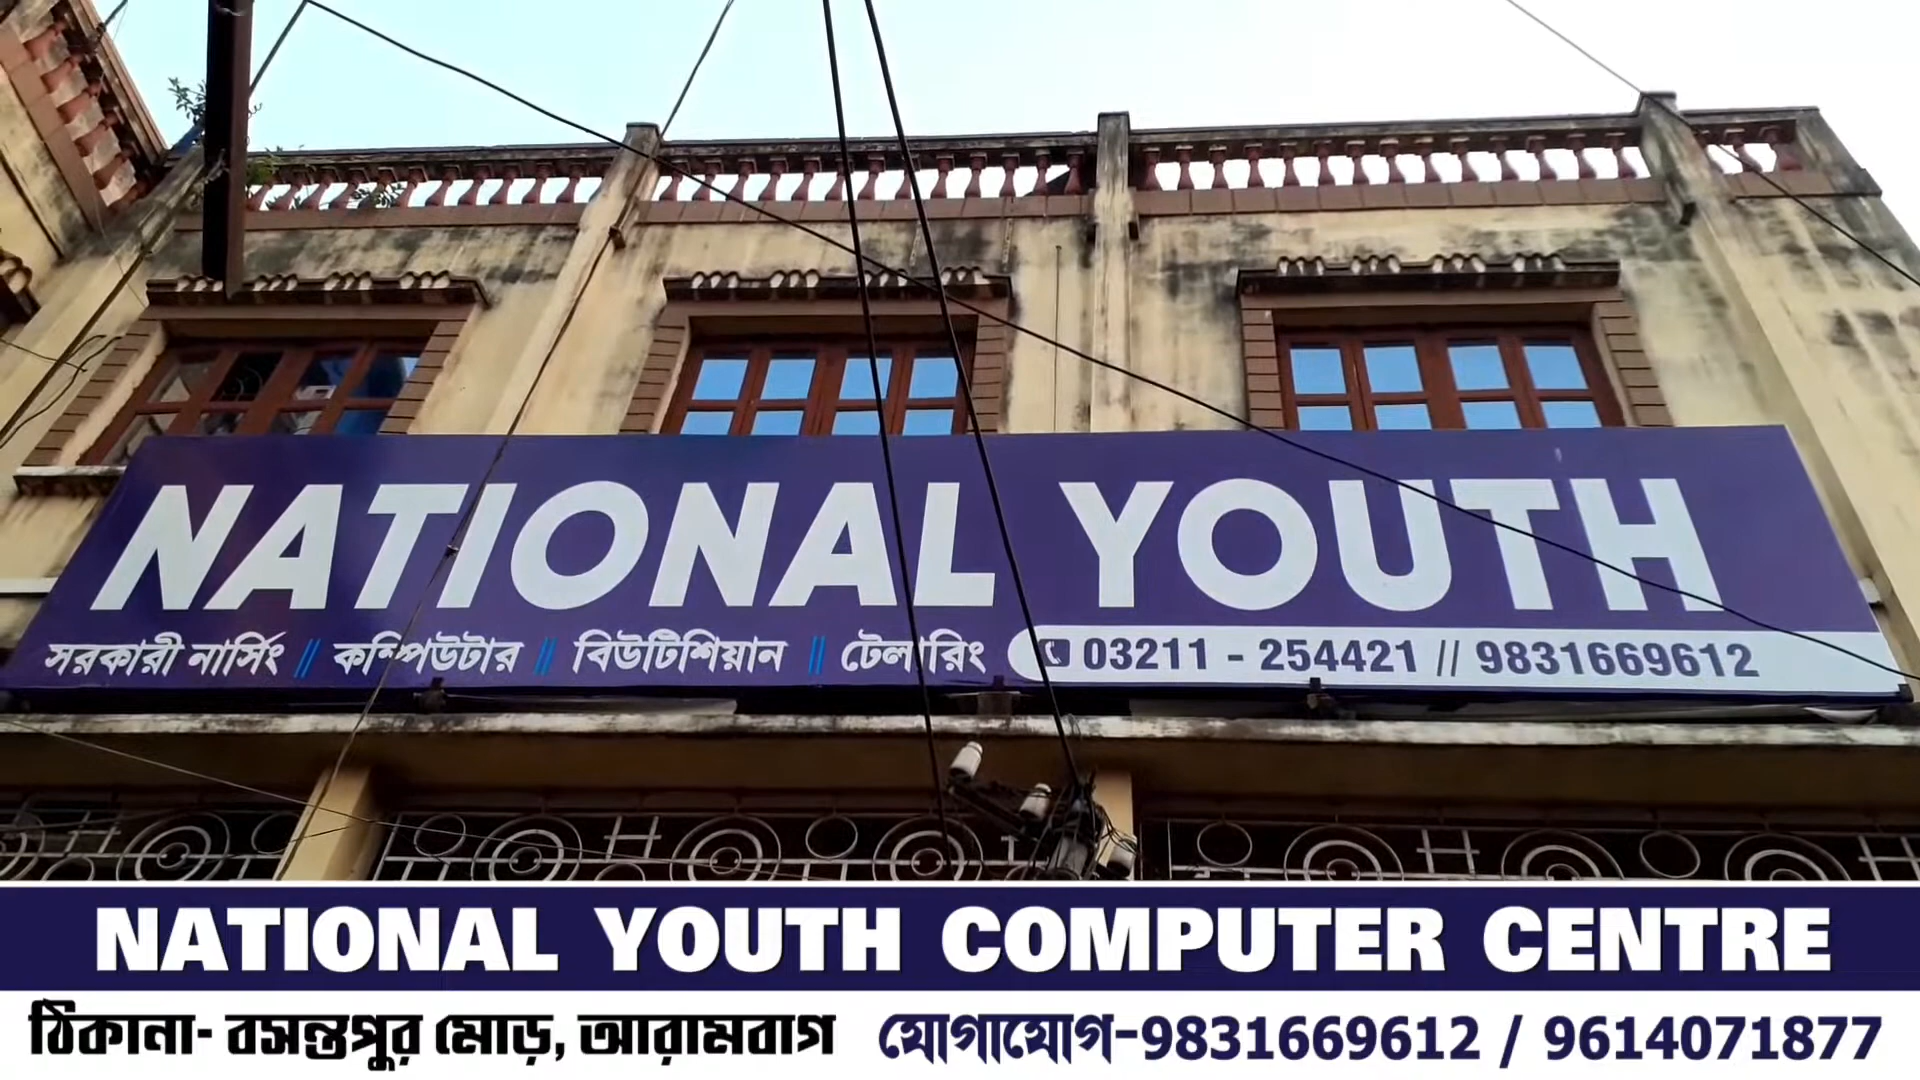 NATIONAL YOUTH
সরকারী নার্সিং // কম্পিউটার // বিউটিশিয়ান // টেলারিং 03211 - 254421 // 9831669612
NATIONAL YOUTH COMPUTER CENTRE
ঠিকানা- বসন্তপুর মোড়, আরামবাগ যোগাযোগ-9831669612 / 9614071877